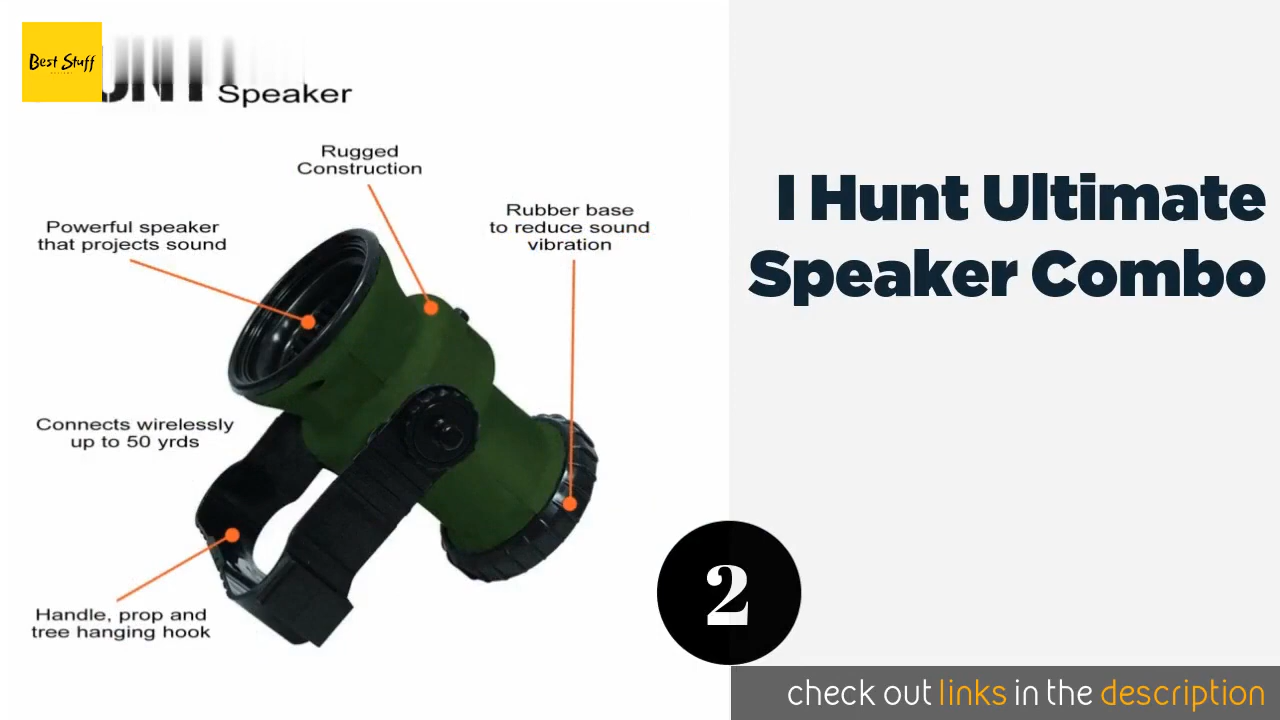 Best Stuff
Speaker
Rugged
Construction
Powerful speaker
that projects sound
Rubber base
to reduce sound
vibration
Connects wirelessly
up to 50 yrds
Handle, prop and
tree hanging hook
I Hunt Ultimate
Speaker Combo
2
check out links in the description